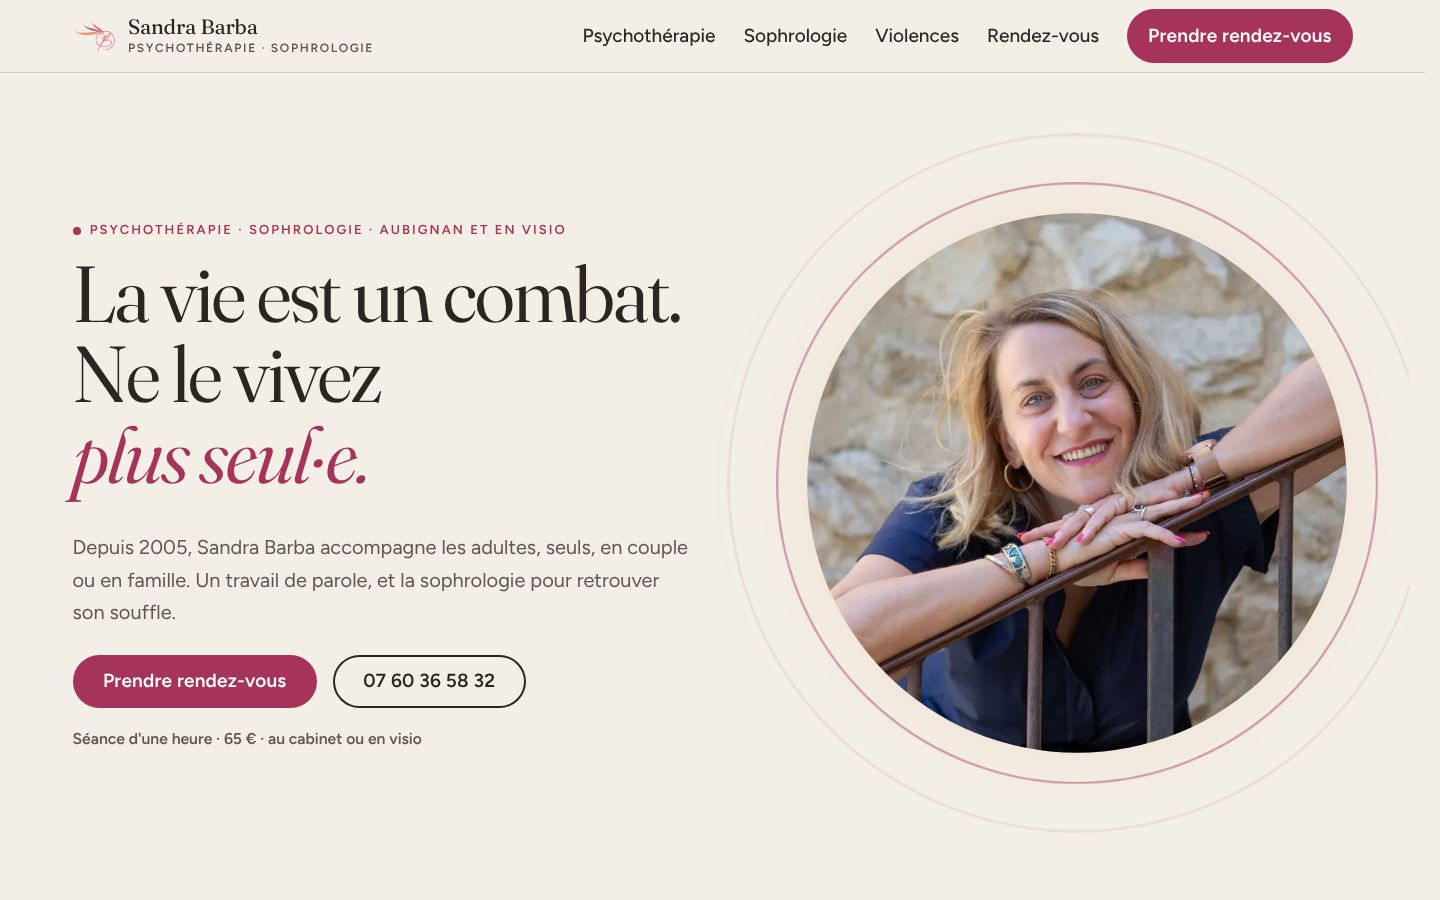 Sandra Barba
PSYCHOTHÉRAPIE · SOPHROLOGIE
Psychothérapie
Sophrologie
Violences
Rendez-vous
Prendre rendez-vous
PSYCHOTHÉRAPIE · SOPHROLOGIE · AUBIGNAN ET EN VISIO
La vie est un combat.
Ne le vivez
plus seul·e.
Depuis 2005, Sandra Barba accompagne les adultes, seuls, en couple
ou en famille. Un travail de parole, et la sophrologie pour retrouver
son souffle.
Prendre rendez-vous
07 60 36 58 32
Séance d'une heure · 65 € · au cabinet ou en visio